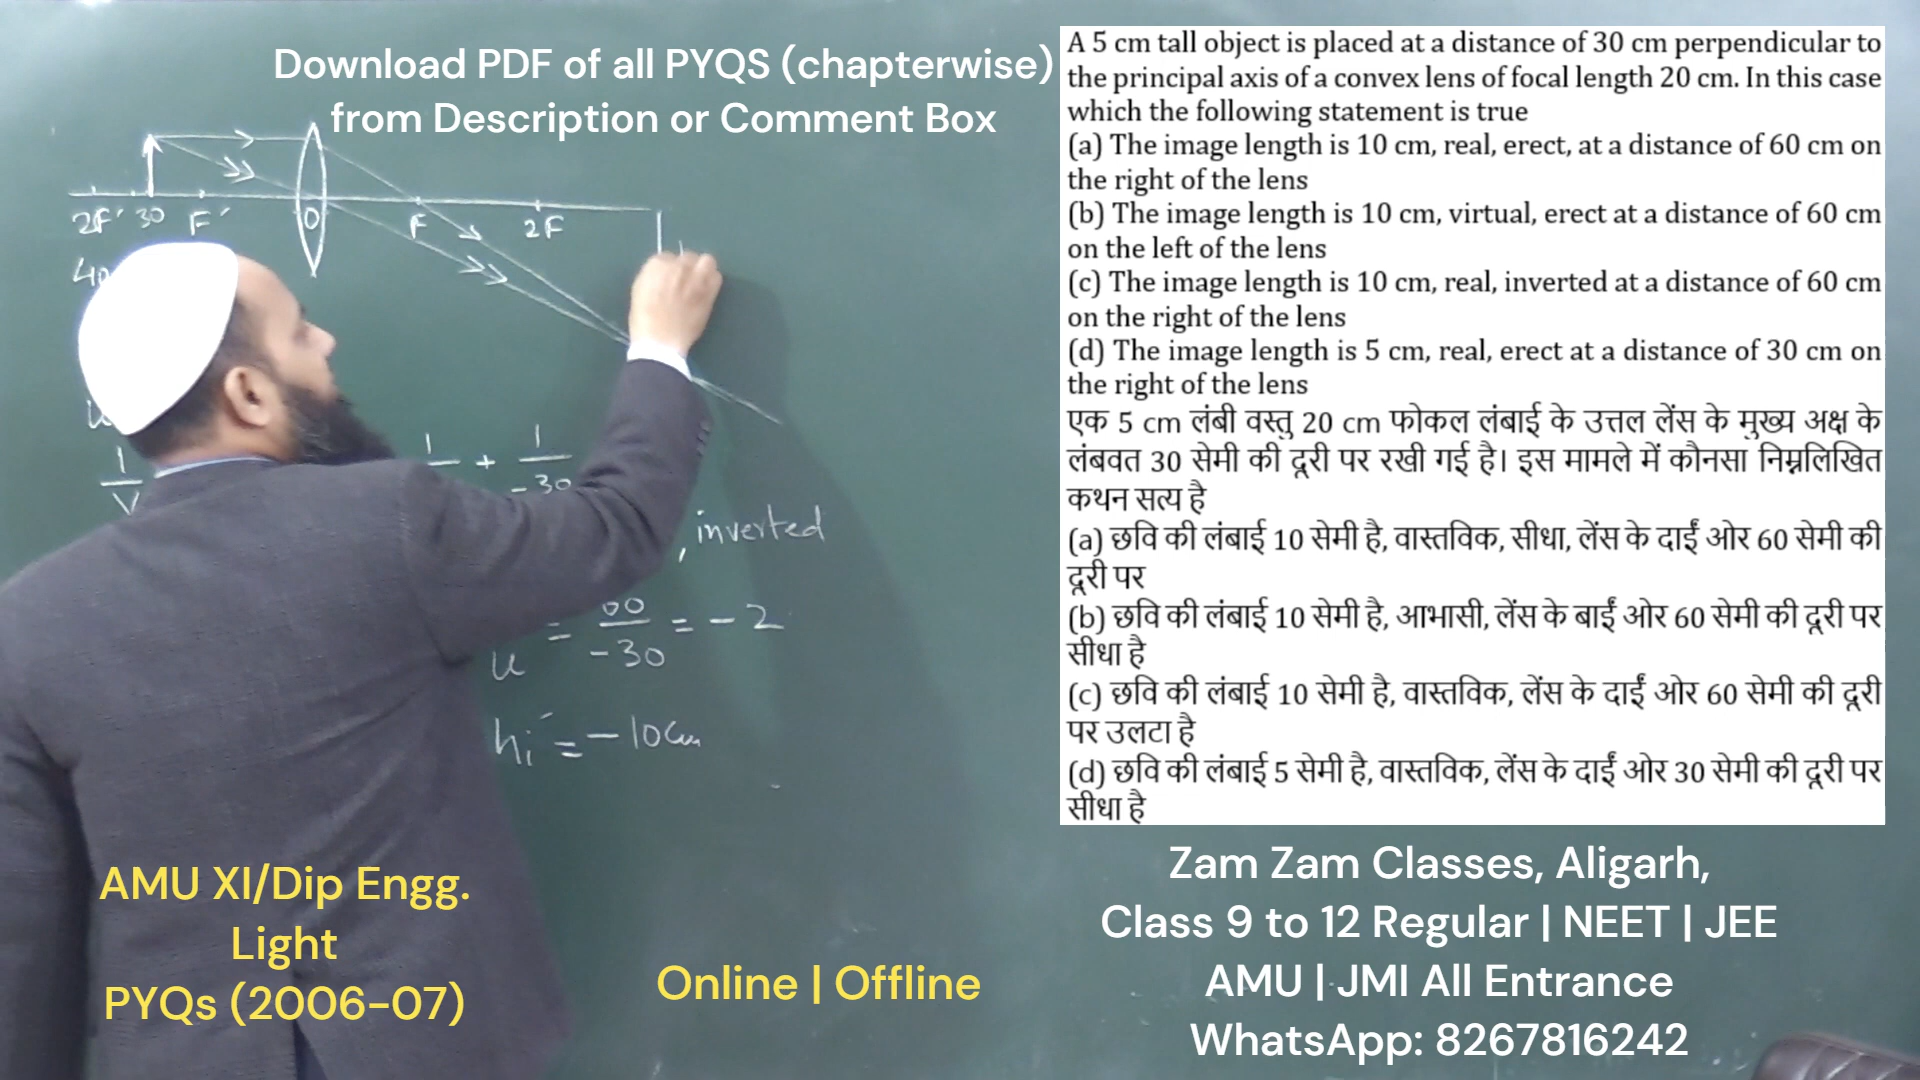 Download PDF of all PYQS (chapterwise)
from Description or Comment Box
2F' 30 F' O F 2F
40
u
1 1 + 1
V -30
, inverted
u = 60 = -2
-30
hi = -10cm
AMU XI/Dip Engg.
Light
PYQs (2006-07)
Online | Offline
A 5 cm tall object is placed at a distance of 30 cm perpendicular to
the principal axis of a convex lens of focal length 20 cm. In this case
which the following statement is true
(a) The image length is 10 cm, real, erect, at a distance of 60 cm on
the right of the lens
(b) The image length is 10 cm, virtual, erect at a distance of 60 cm
on the left of the lens
(c) The image length is 10 cm, real, inverted at a distance of 60 cm
on the right of the lens
(d) The image length is 5 cm, real, erect at a distance of 30 cm on
the right of the lens
एक 5 cm लंबी वस्तु 20 cm फोकल लंबाई के उत्तल लेंस के मुख्य अक्ष के
लंबवत 30 सेमी की दूरी पर रखी गई है। इस मामले में कौनसा निम्नलिखित
कथन सत्य है
(a) छवि की लंबाई 10 सेमी है, वास्तविक, सीधा, लेंस के दाईं ओर 60 सेमी की
दूरी पर
(b) छवि की लंबाई 10 सेमी है, आभासी, लेंस के बाईं ओर 60 सेमी की दूरी पर
सीधा है
(c) छवि की लंबाई 10 सेमी है, वास्तविक, लेंस के दाईं ओर 60 सेमी की दूरी
पर उलटा है
(d) छवि की लंबाई 5 सेमी है, वास्तविक, लेंस के दाईं ओर 30 सेमी की दूरी पर
सीधा है
Zam Zam Classes, Aligarh,
Class 9 to 12 Regular | NEET | JEE
AMU | JMI All Entrance
WhatsApp: 8267816242